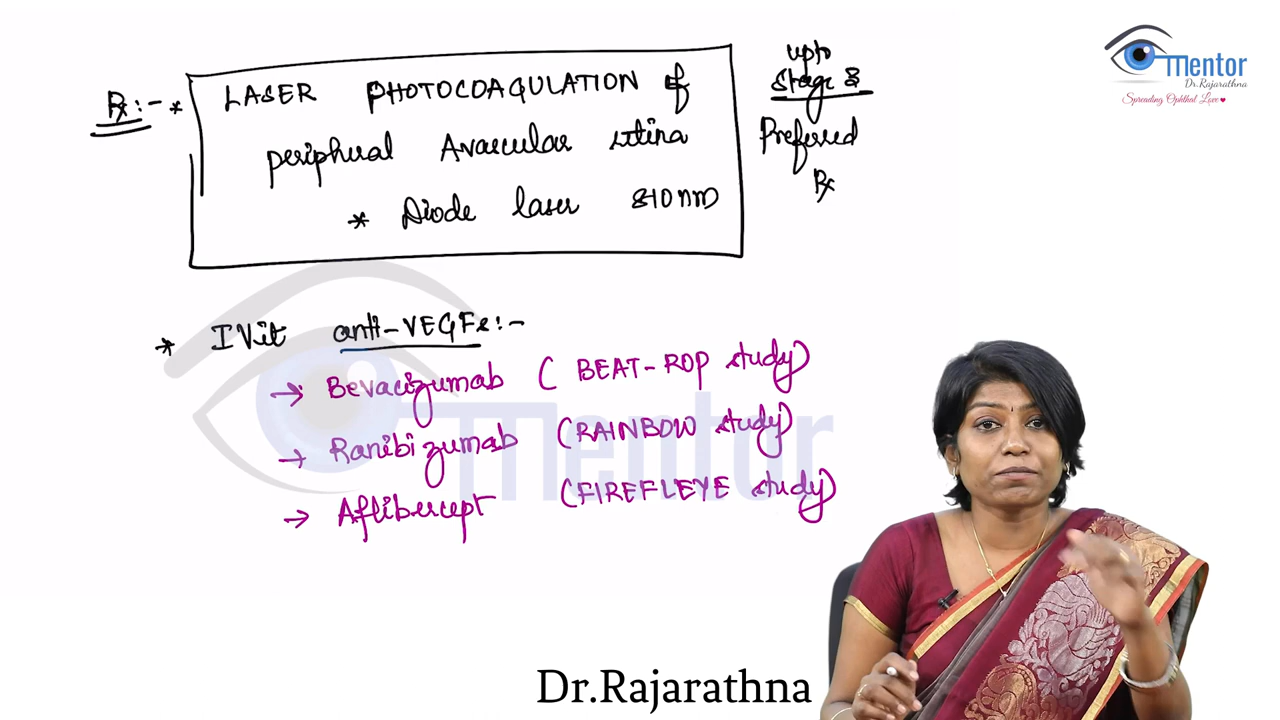 Rx:- * LASER PHOTOCOAGULATION of
peripheral Avascular retina
* Diode laser 810nm
upto
stage 3
Preferred
Rx
* IVit anti-VEGFs:-
→ Bevacizumab ( BEAT-ROP study)
→ Ranibizumab (RAINBOW study)
→ Aflibercept (FIREFLEYE study)
mentor
Dr.Rajarathna
Spreading Ophthal Love
mentor
Dr.Rajarathna